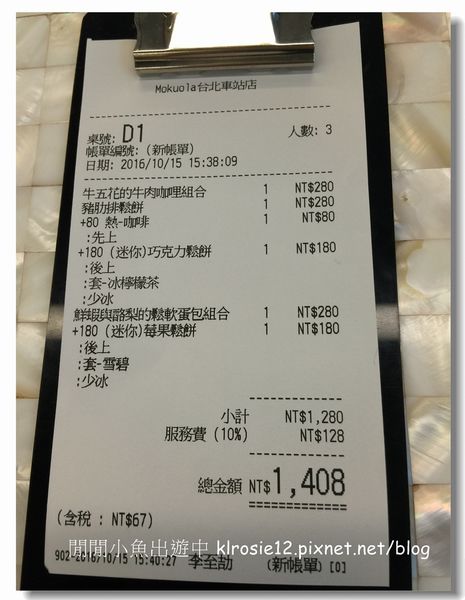 Mokuola台北車站店
桌號: D1 人數: 3
帳單編號: (新帳單)
日期: 2016/10/15 15:38:09
牛五花的牛肉咖哩組合 1 NT$280
豬肋排鬆餅 1 NT$280
+80 熱-咖啡 1 NT$80
:先上
+180 (迷你)巧克力鬆餅 1 NT$180
:後上
:套-冰檸檬茶
:少冰
鮮蝦與酪梨的鬆軟蛋包組合 1 NT$280
+180 (迷你)莓果鬆餅 1 NT$180
:後上
:套-雪碧
:少冰
小計 NT$1,280
服務費 (10%) NT$128
總金額 NT$1,408
(含稅 : NT$67)
閒閒小魚出遊中 klrosie12.pixnet.net/blog
902-2016/10/15 15:40:27 李至劼 (新帳單) [0]